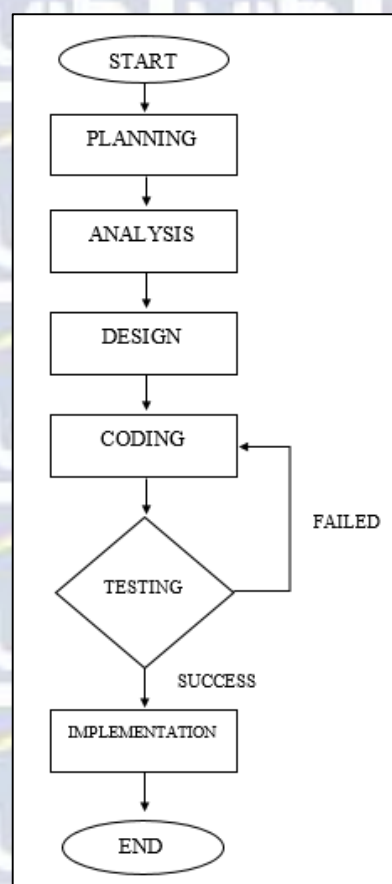 START
PLANNING
ANALYSIS
DESIGN
CODING
FAILED
TESTING
SUCCESS
IMPLEMENTATION
END